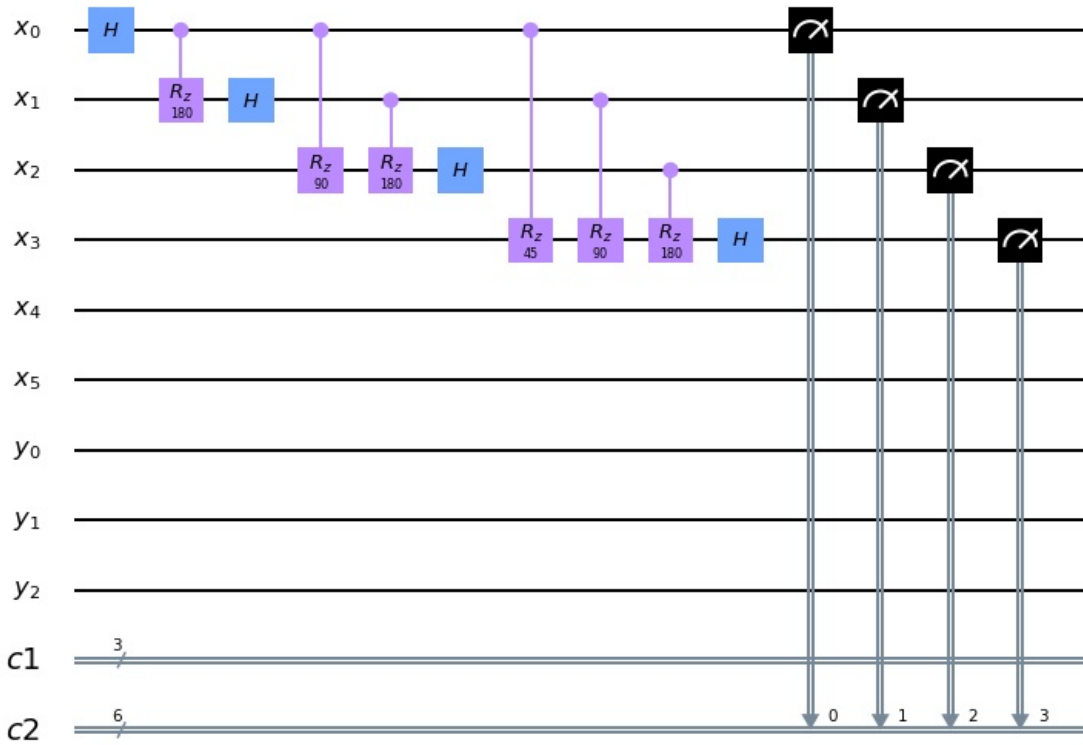 x0 H
Rz 180
x1 H
Rz 90
Rz 180
x2 H
Rz 45
Rz 90
Rz 180
x3 H
x4
x5
y0
y1
y2
c1 3
c2 6 0 1 2 3